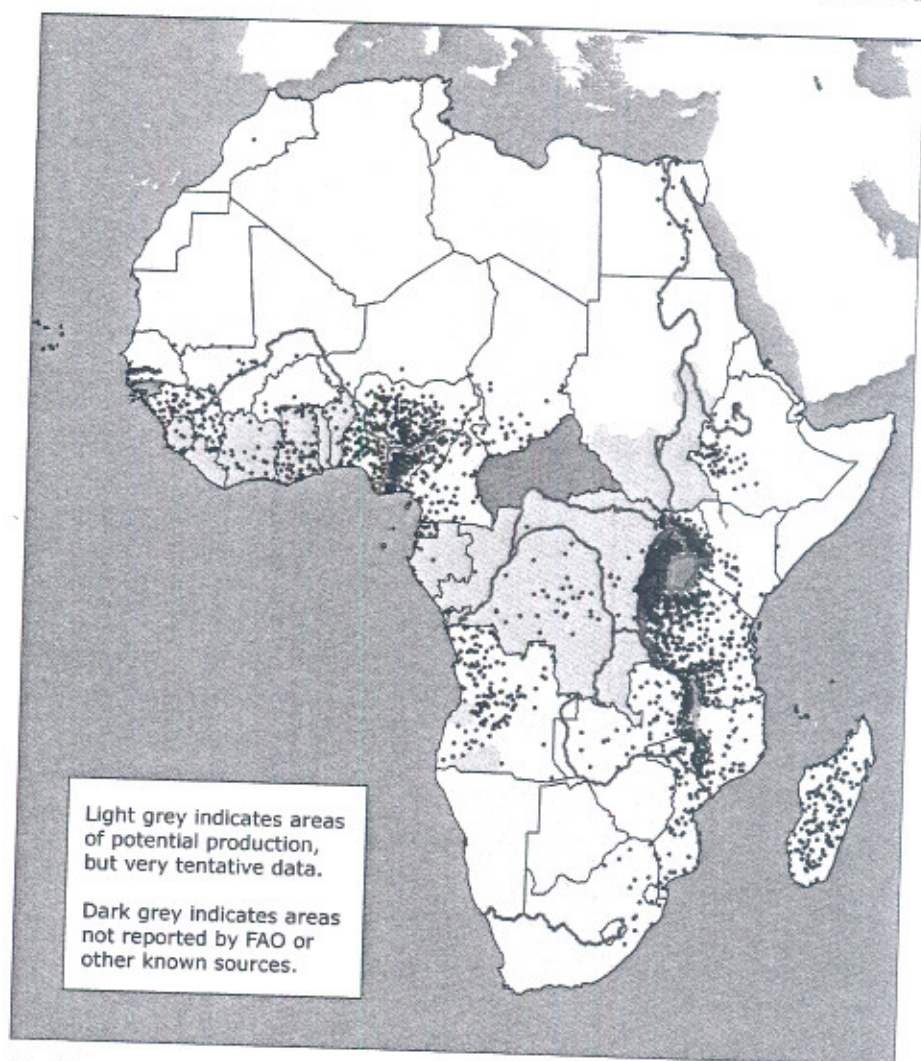 Light grey indicates areas
of potential production,
but very tentative data.
Dark grey indicates areas
not reported by FAO or
other known sources.